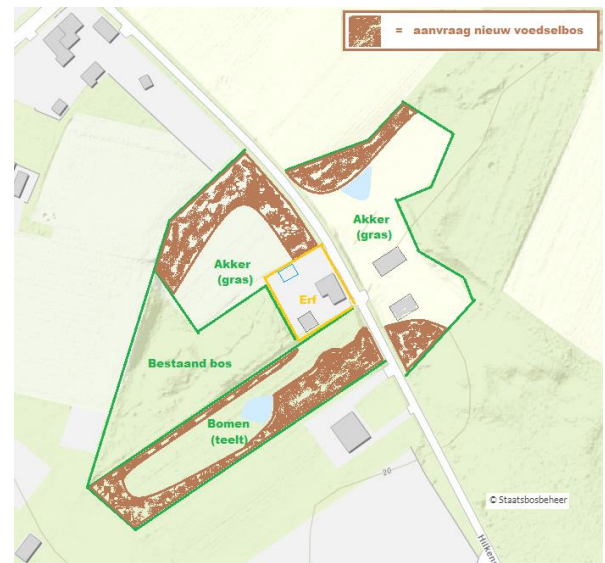 = aanvraag nieuw voedselbos
Akker
(gras)
Akker
(gras)
Erf
Bestaand bos
Bomen
(teelt)
20
© Staatsbosbeheer